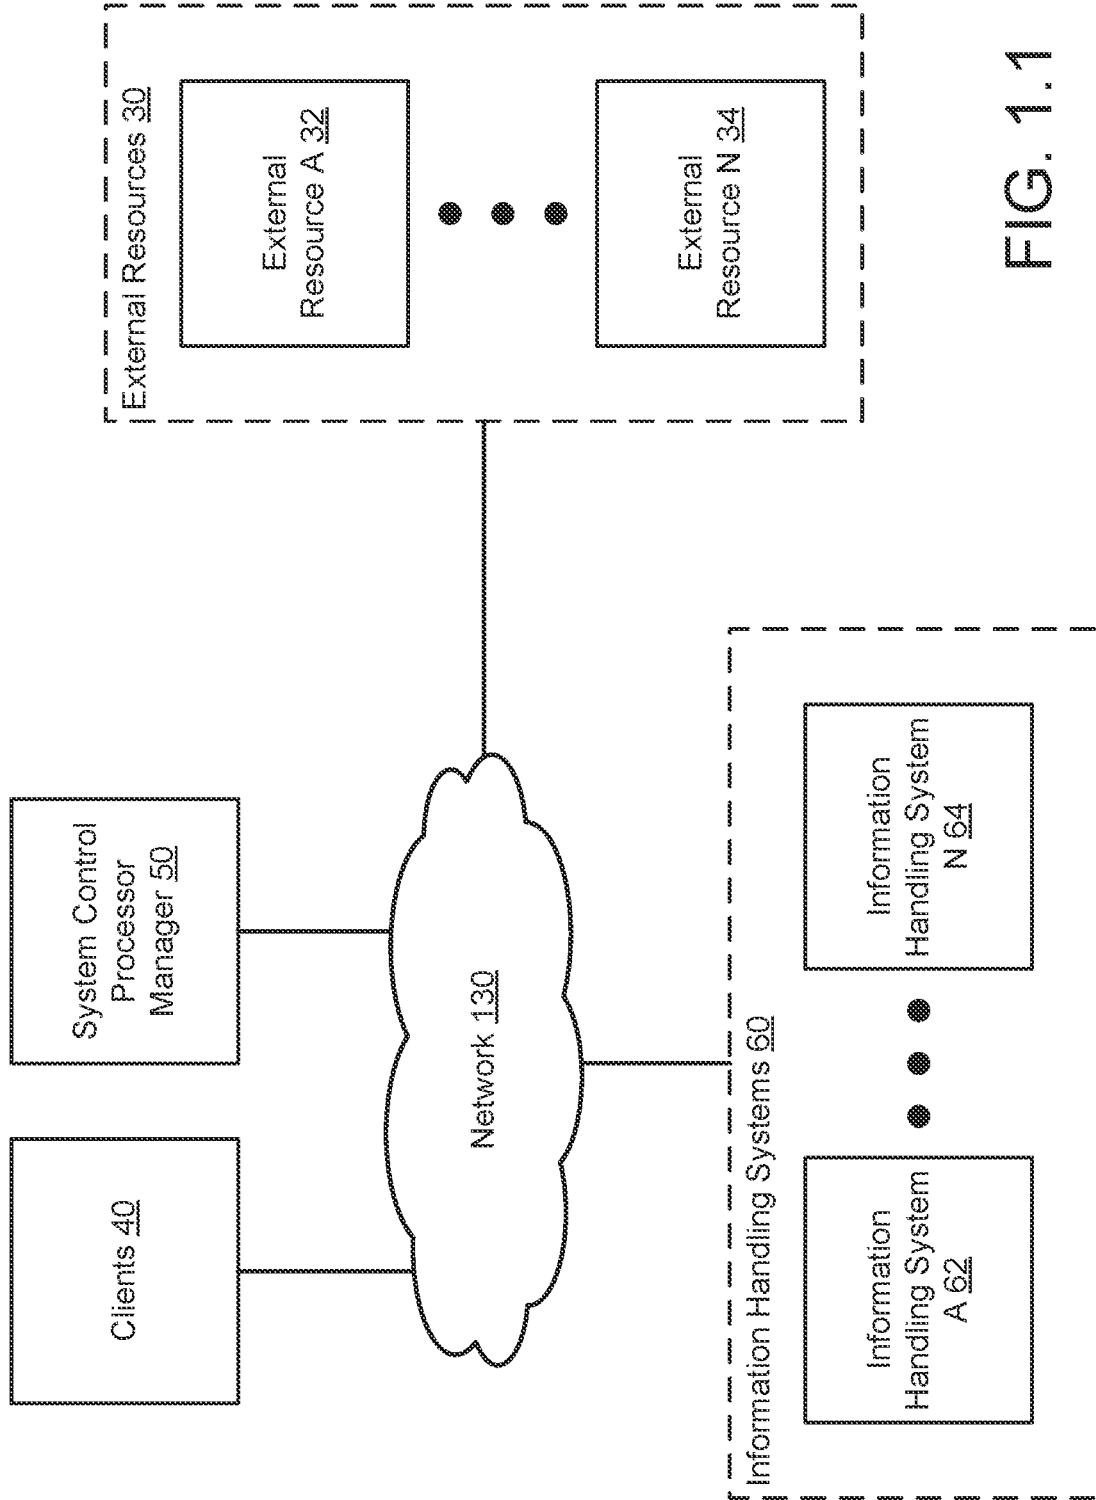 Clients 40
System Control
Processor
Manager 50
External Resources 30
External
Resource A 32
External
Resource N 34
Network 130
Information Handling Systems 60
Information
Handling System
A 62
Information
Handling System
N 64
FIG. 1.1